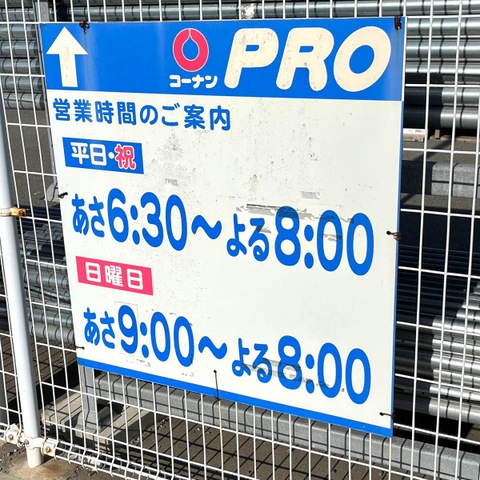 コーナン PRO
営業時間のご案内
平日・祝
あさ6:30～よる8:00
日曜日
あさ9:00～よる8:00